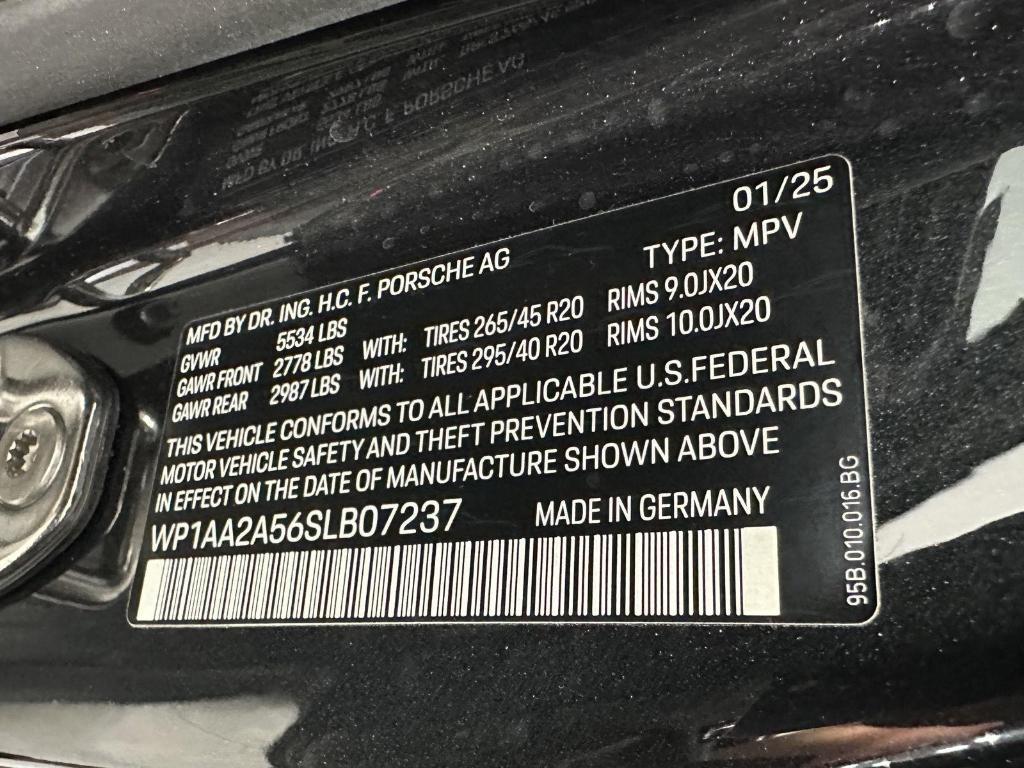 01/25
MFD BY DR. ING. H.C. F. PORSCHE AG TYPE: MPV
GVWR 5534 LBS
GAWR FRONT 2778 LBS WITH: TIRES 265/45 R20 RIMS 9.0JX20
GAWR REAR 2987 LBS WITH: TIRES 295/40 R20 RIMS 10.0JX20
THIS VEHICLE CONFORMS TO ALL APPLICABLE U.S.FEDERAL
MOTOR VEHICLE SAFETY AND THEFT PREVENTION STANDARDS
IN EFFECT ON THE DATE OF MANUFACTURE SHOWN ABOVE
WP1AA2A56SLB07237 MADE IN GERMANY
95B.010.016.BG